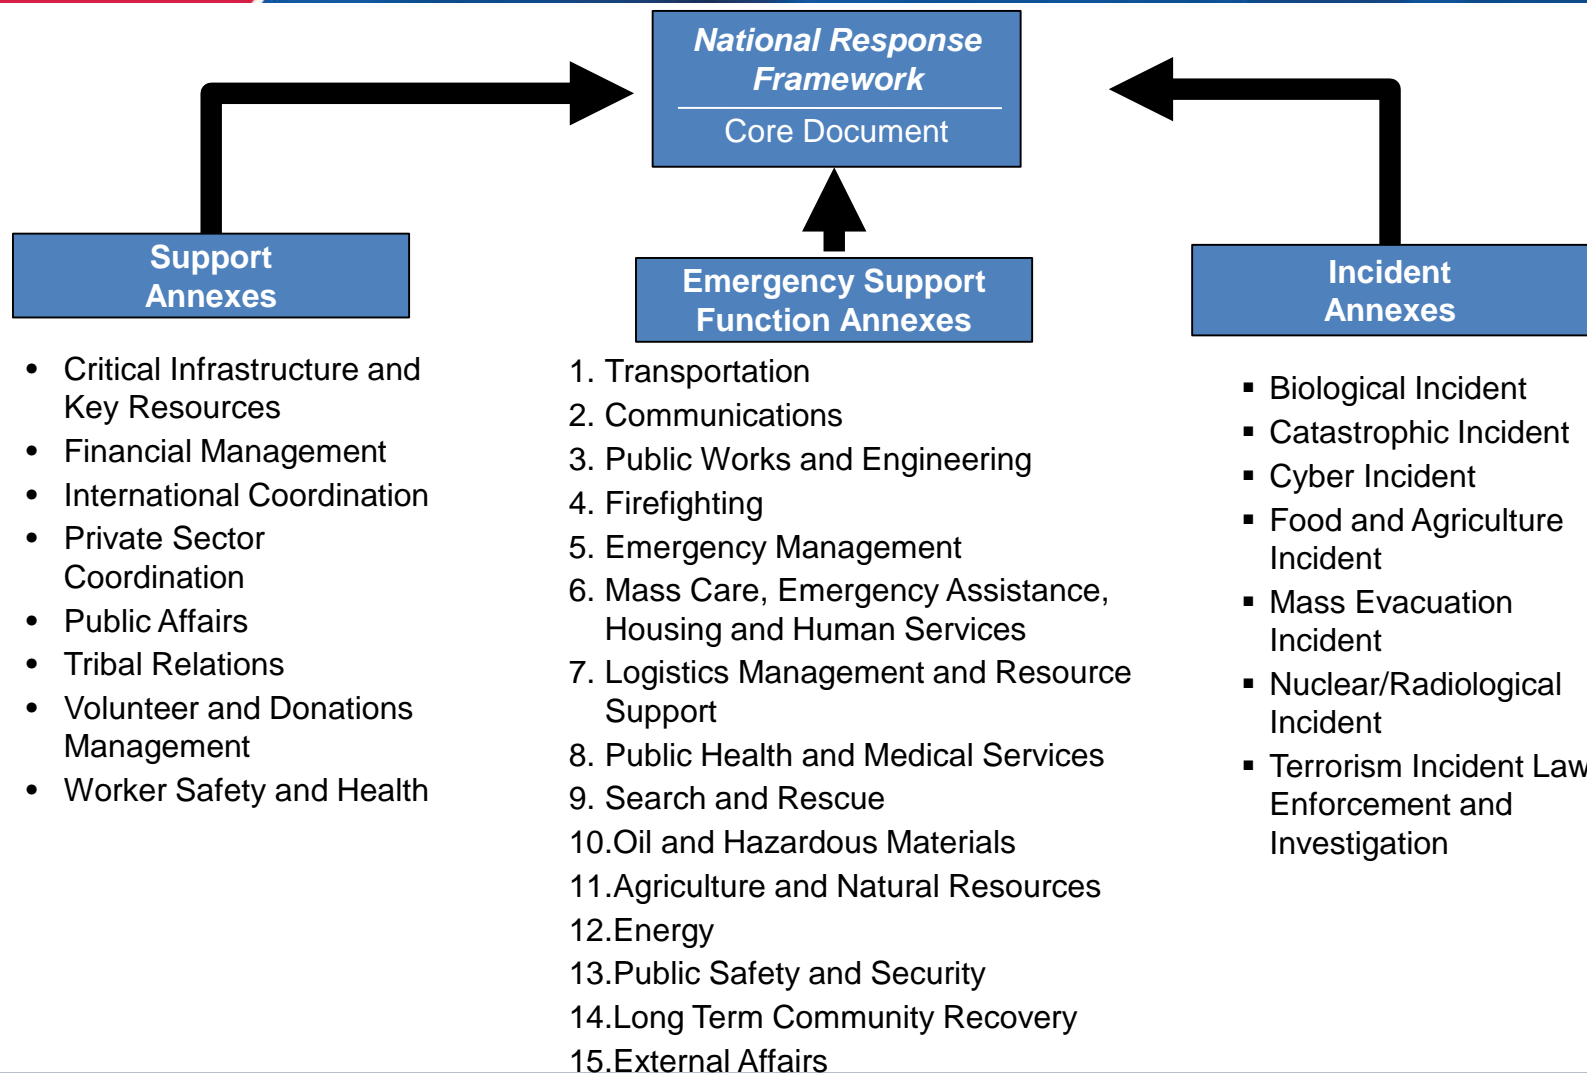 National Response
Framework
Core Document
Support
Annexes
• Critical Infrastructure and
Key Resources
• Financial Management
• International Coordination
• Private Sector
Coordination
• Public Affairs
• Tribal Relations
• Volunteer and Donations
Management
• Worker Safety and Health
Emergency Support
Function Annexes
1. Transportation
2. Communications
3. Public Works and Engineering
4. Firefighting
5. Emergency Management
6. Mass Care, Emergency Assistance,
Housing and Human Services
7. Logistics Management and Resource
Support
8. Public Health and Medical Services
9. Search and Rescue
10.Oil and Hazardous Materials
11.Agriculture and Natural Resources
12.Energy
13.Public Safety and Security
14.Long Term Community Recovery
15.External Affairs
Incident
Annexes
▪ Biological Incident
▪ Catastrophic Incident
▪ Cyber Incident
▪ Food and Agriculture
Incident
▪ Mass Evacuation
Incident
▪ Nuclear/Radiological
Incident
▪ Terrorism Incident Law
Enforcement and
Investigation